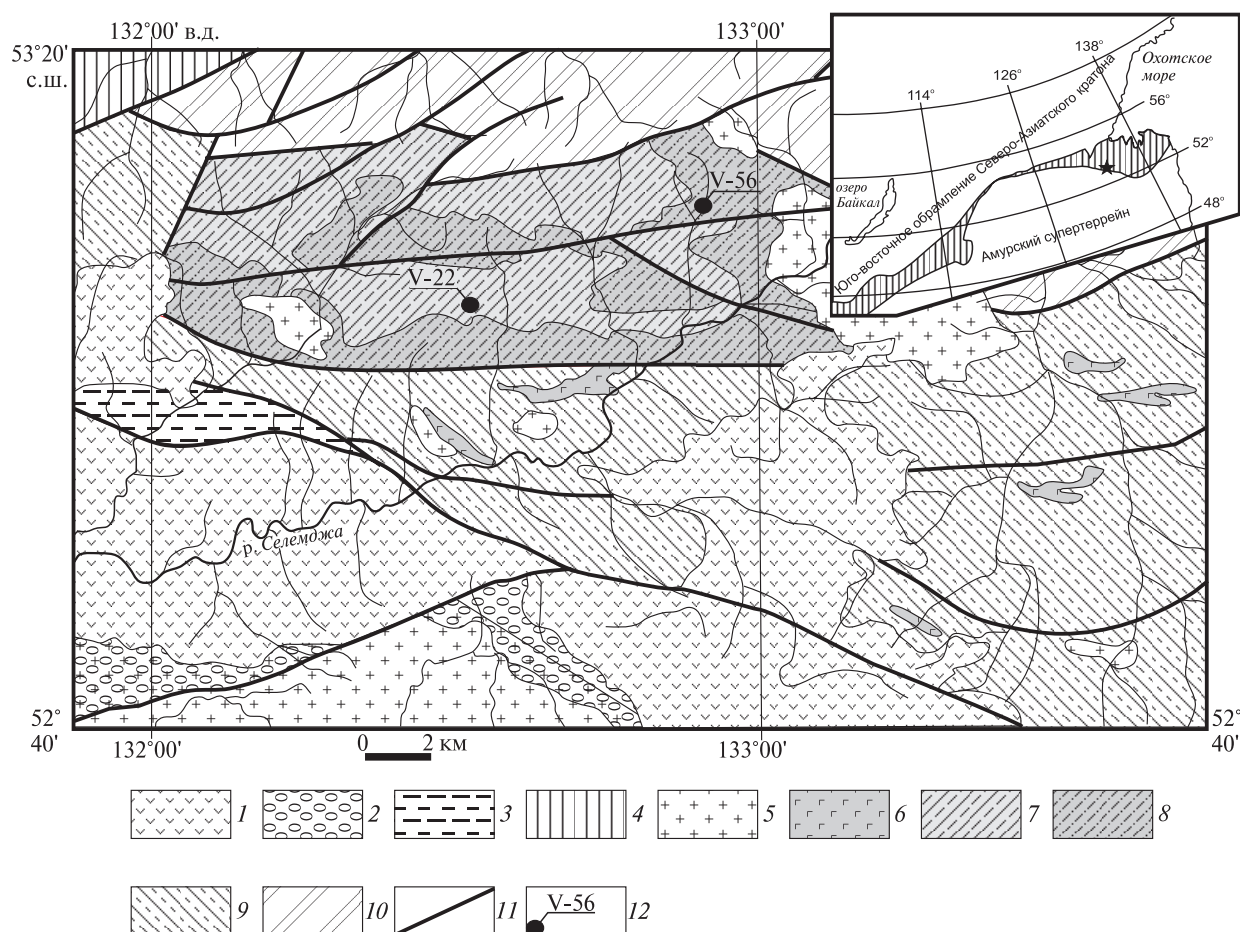 132°00' в.д.
133°00'
53°20'
с.ш.
138°
Охотское
море
126°
114°
56°
52°
48°
озеро
Байкал
Юго-восточное обрамление Северо-Азиатского кратона
Амурский супертеррейн
V-56
V-22
р. Селемджа
52°
40'
52°
40'
132°00'
0 2 км
133°00'
1 2 3 4 5 6 7 8
9 10 11 V-56 12